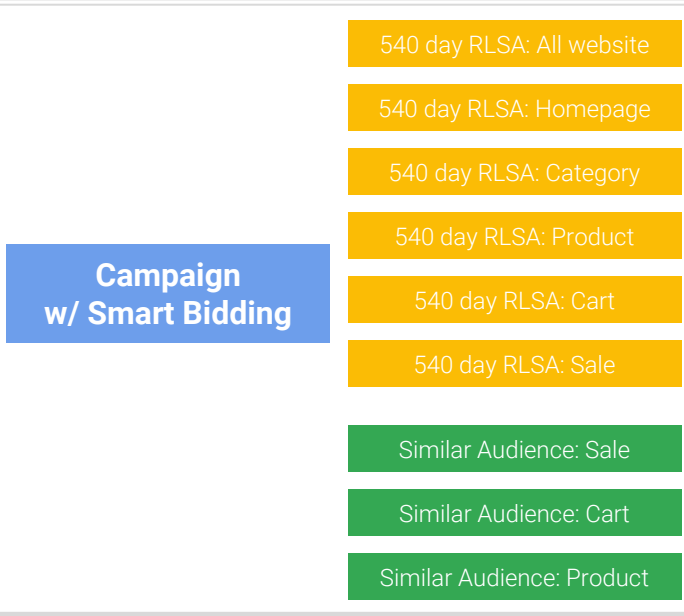 540 day RLSA: All website
540 day RLSA: Homepage
540 day RLSA: Category
540 day RLSA: Product
Campaign
w/ Smart Bidding
540 day RLSA: Cart
540 day RLSA: Sale
Similar Audience: Sale
Similar Audience: Cart
Similar Audience: Product